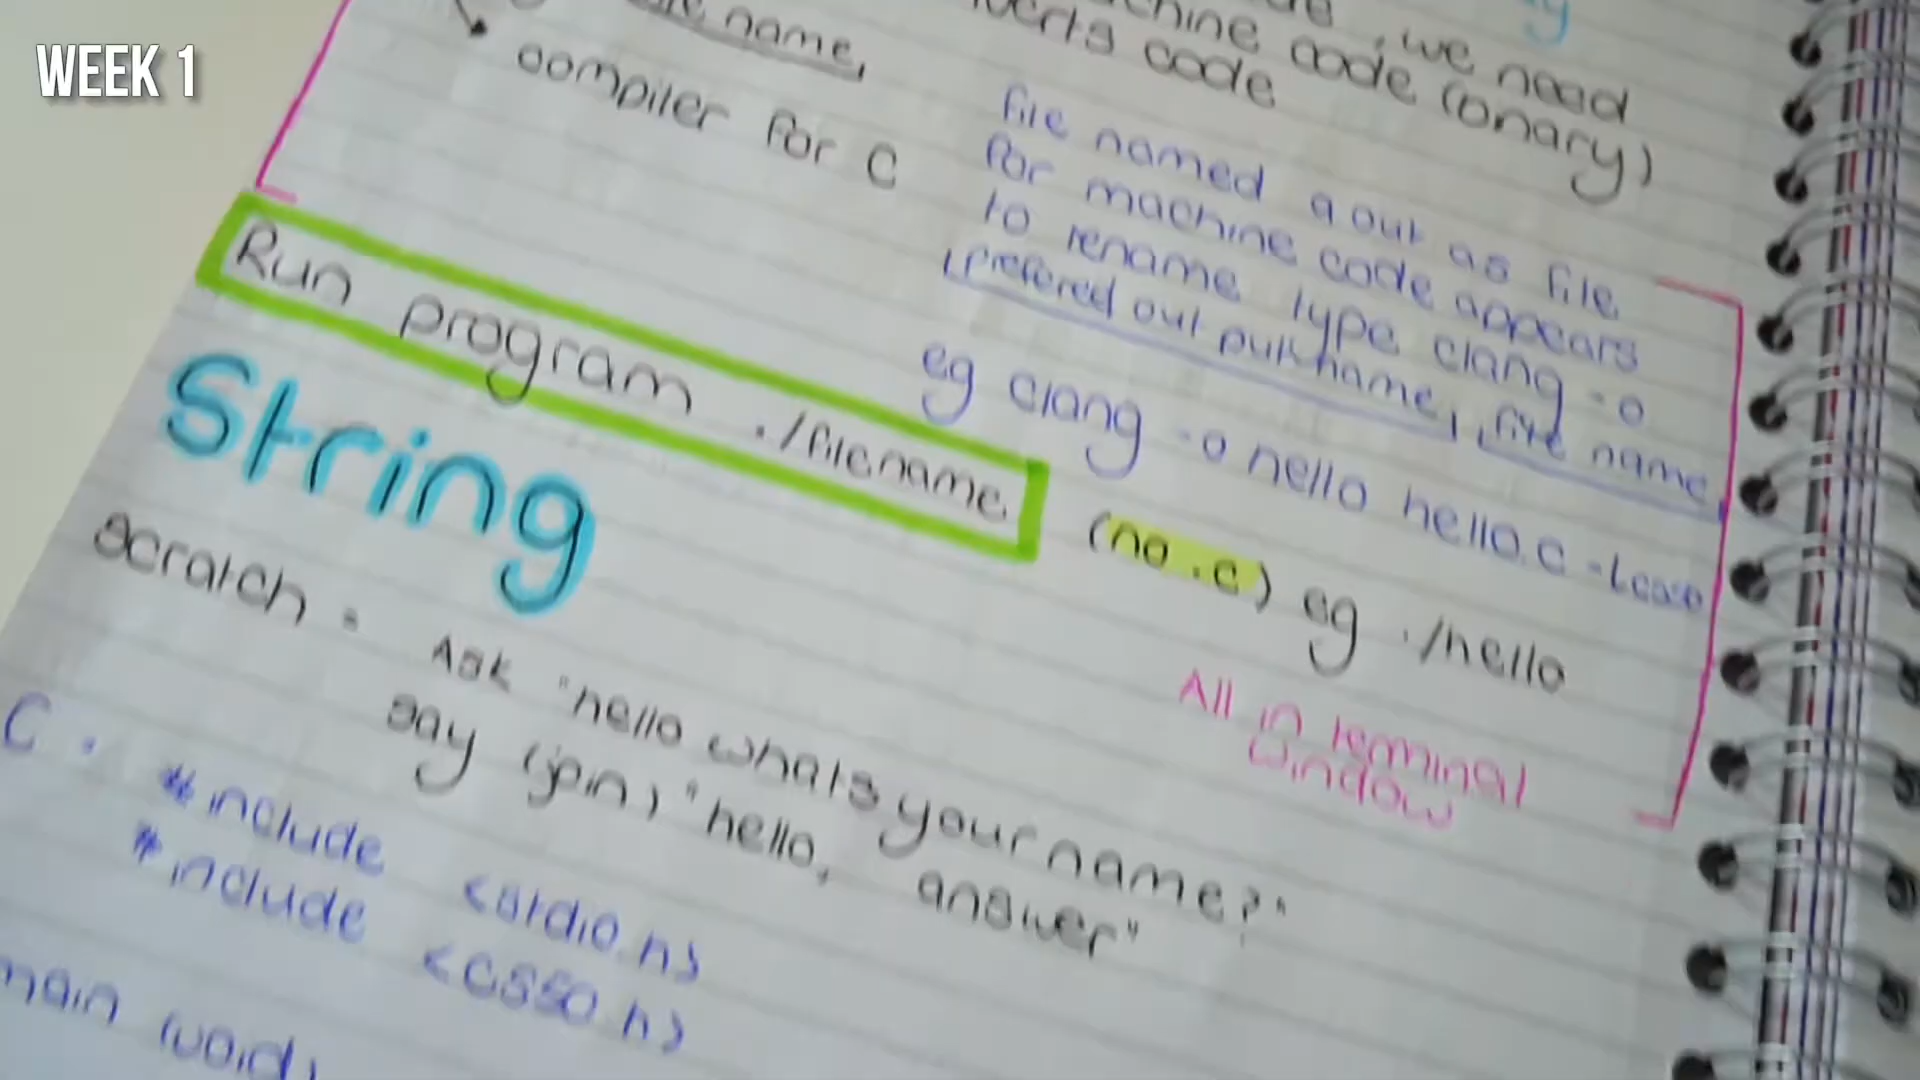 WEEK 1
name,
compiler for C
, we need
machine code (binary)
code
file named a out as file
for machine code appears
to rename type clang -o
(prefered out put name, file name,
eg clang -o hello hello.c -Lcs50
Run program ./filename
(no .c) eg ./hello
All in terminal
window
String
Scratch =
Ask "hello whats your name?"
say (join) "hello, answer"
C =
#include <stdio.h>
#include <CS50 h>
main (void)